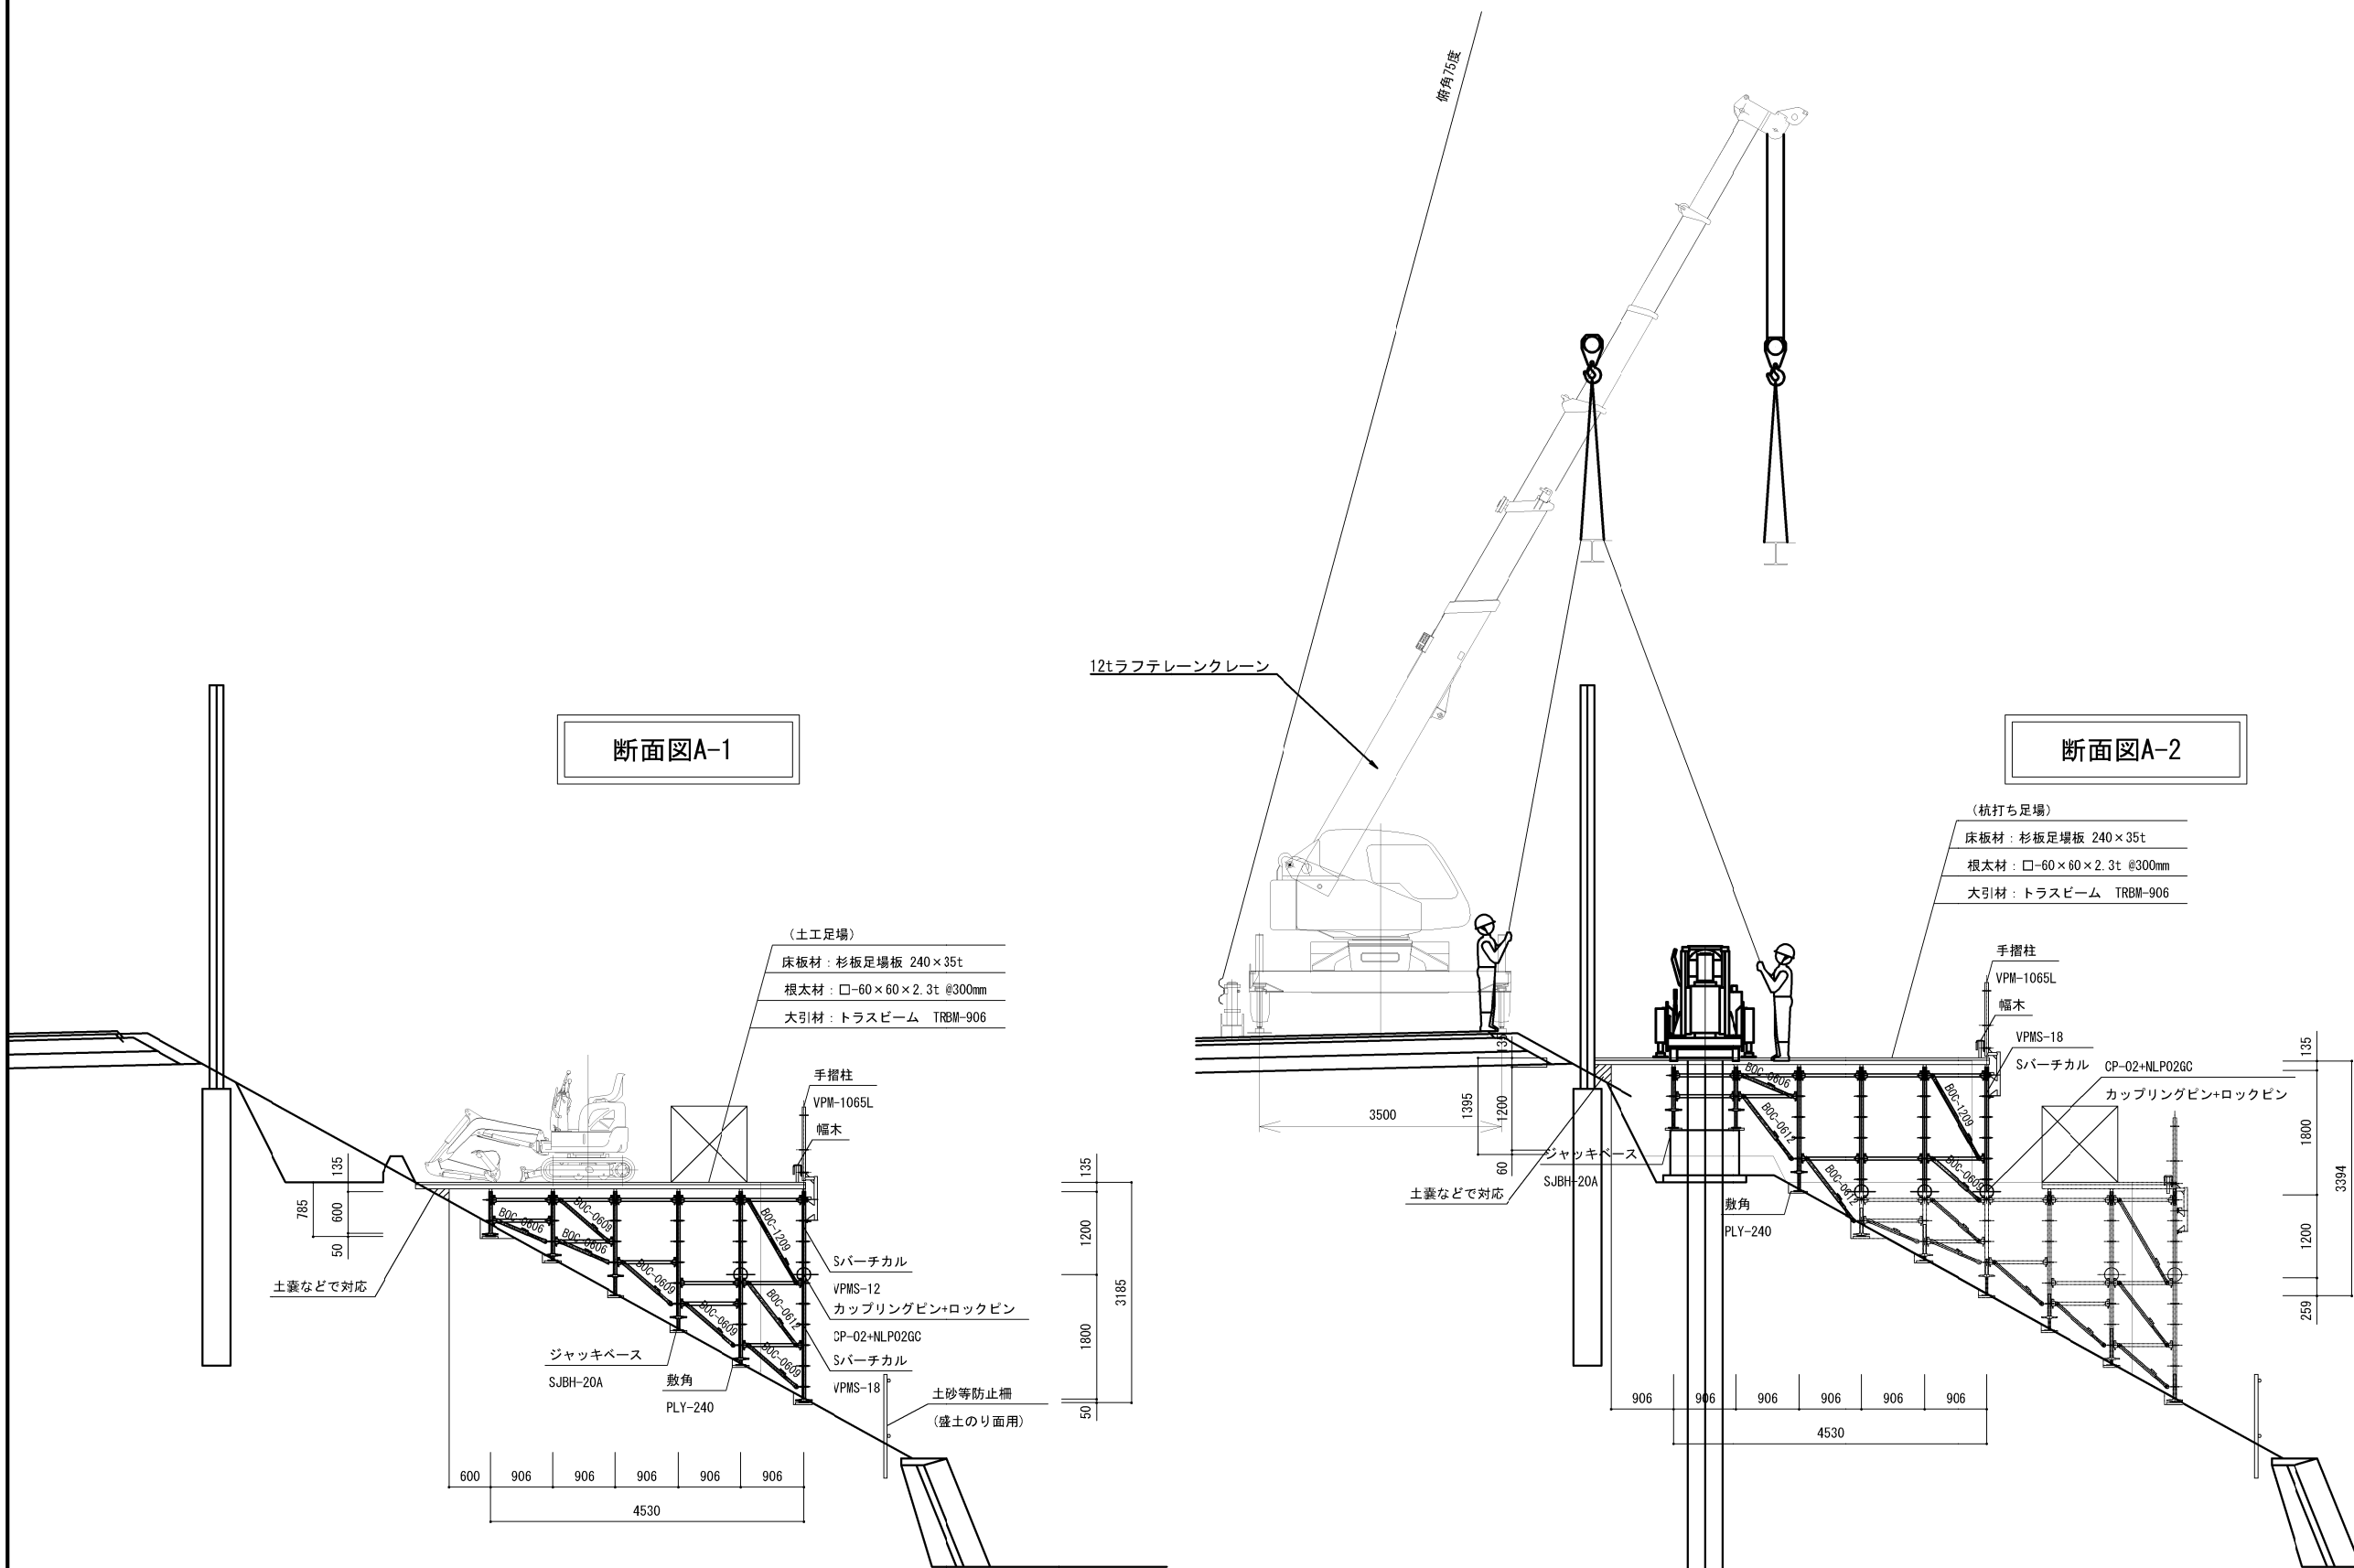 断面図A-1
(土工足場)
床板材：杉板足場板 240×35t
根太材：□-60×60×2.3t @300mm
大引材：トラスビーム TRBM-906
手摺柱
VPM-1065L
幅木
135
600
50
785
土嚢などで対応
BOC-0606
BOC-0609
BOC-0606
BOC-0609
BOC-0609
BOC-1209
BOC-0612
BOC-0609
Sバーチカル
VPMS-12
カップリングピン+ロックピン
CP-02+NLP02GC
Sバーチカル
VPMS-18
ジャッキベース
SJBH-20A
敷角
PLY-240
土砂等防止柵
(盛土のり面用)
135
1200
1800
50
3185
600
906
906
906
906
906
4530
俯角75度
12tラフテレーンクレーン
断面図A-2
(杭打ち足場)
床板材：杉板足場板 240×35t
根太材：□-60×60×2.3t @300mm
大引材：トラスビーム TRBM-906
手摺柱
VPM-1065L
幅木
VPMS-18
Sバーチカル
CP-02+NLP02GC
カップリングピン+ロックピン
3500
135
1395
1200
60
ジャッキベース
SJBH-20A
土嚢などで対応
敷角
PLY-240
BOC-0606
BOC-0612
BOC-0612
BOC-1209
BOC-0609
135
1800
1200
259
3394
906
906
906
906
906
906
4530